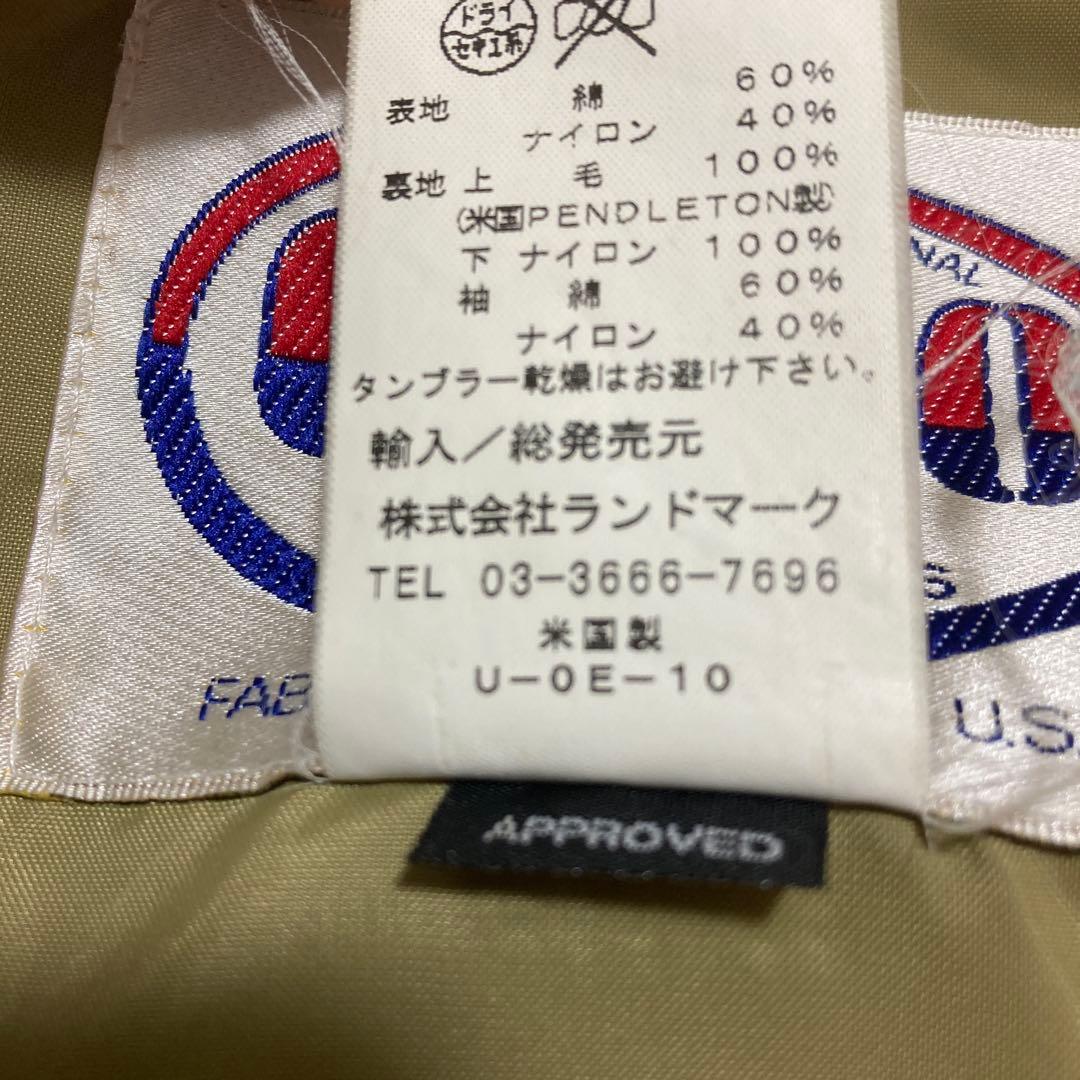 ドライ
セキユ系
表地 綿 60%
ナイロン 40%
裏地 上 毛 100%
(米国PENDLETON製)
下 ナイロン 100%
袖 綿 60%
ナイロン 40%
タンブラー乾燥はお避け下さい。
輸入/総発売元
株式会社ランドマーク
TEL 03-3666-7696
米国製
U-0E-10
NAL
S
FAB
U.S
APPROVED